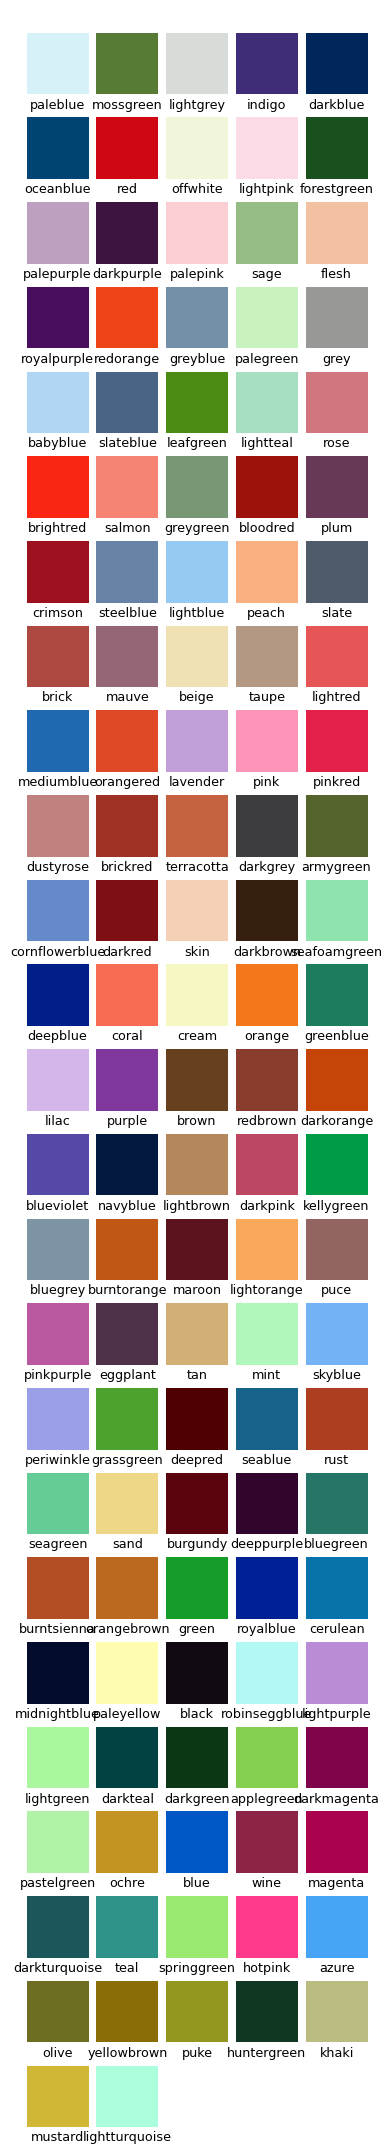 paleblue mossgreen lightgrey indigo darkblue
oceanblue red offwhite lightpink forestgreen
palepurple darkpurple palepink sage flesh
royalpurple redorange greyblue palegreen grey
babyblue slateblue leafgreen lightteal rose
brightred salmon greygreen bloodred plum
crimson steelblue lightblue peach slate
brick mauve beige taupe lightred
mediumblue orangered lavender pink pinkred
dustyrose brickred terracotta darkgrey armygreen
cornflowerblue darkred skin darkbrown seafoamgreen
deepblue coral cream orange greenblue
lilac purple brown redbrown darkorange
blueviolet navyblue lightbrown darkpink kellygreen
bluegrey burntorange maroon lightorange puce
pinkpurple eggplant tan mint skyblue
periwinkle grassgreen deepred seablue rust
seagreen sand burgundy deeppurple bluegreen
burntsienna orangebrown green royalblue cerulean
midnightblue paleyellow black robinseggblue lightpurple
lightgreen darkteal darkgreen applegreen darkmagenta
pastelgreen ochre blue wine magenta
darkturquoise teal springgreen hotpink azure
olive yellowbrown puke huntergreen khaki
mustard lightturquoise